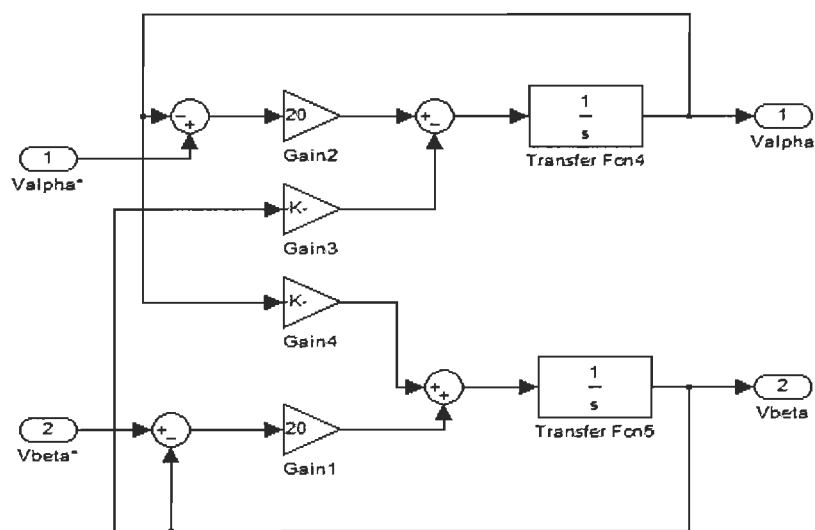 1
s
-
+
20
+
-
1
Valpha*
Gain2
Transfer Fcn4
1
Valpha
-K-
Gain3
-K-
Gain4
1
s
+
+
2
Vbeta*
+
-
20
Gain1
Transfer Fcn5
2
Vbeta